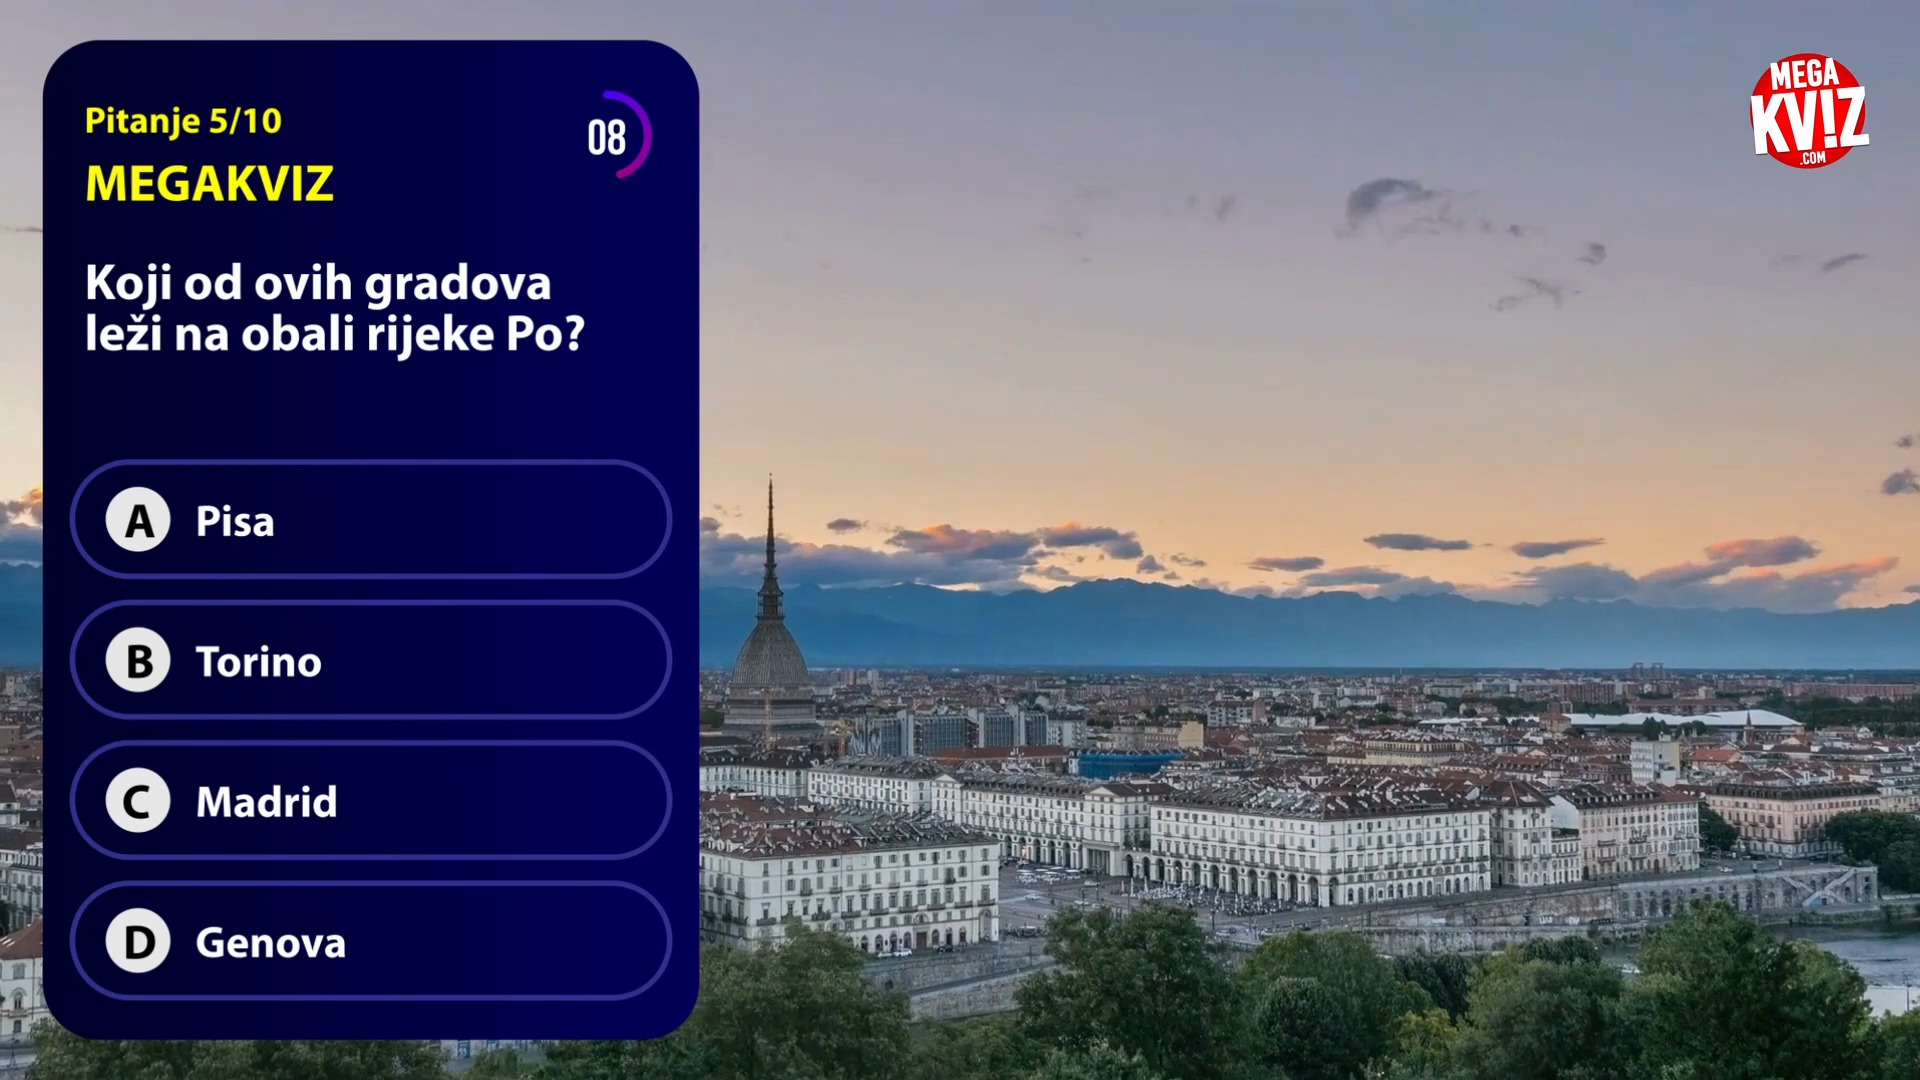 Pitanje 5/10
08
MEGAKVIZ
Koji od ovih gradova
leži na obali rijeke Po?
A Pisa
B Torino
C Madrid
D Genova
MEGA
KV!Z
.COM